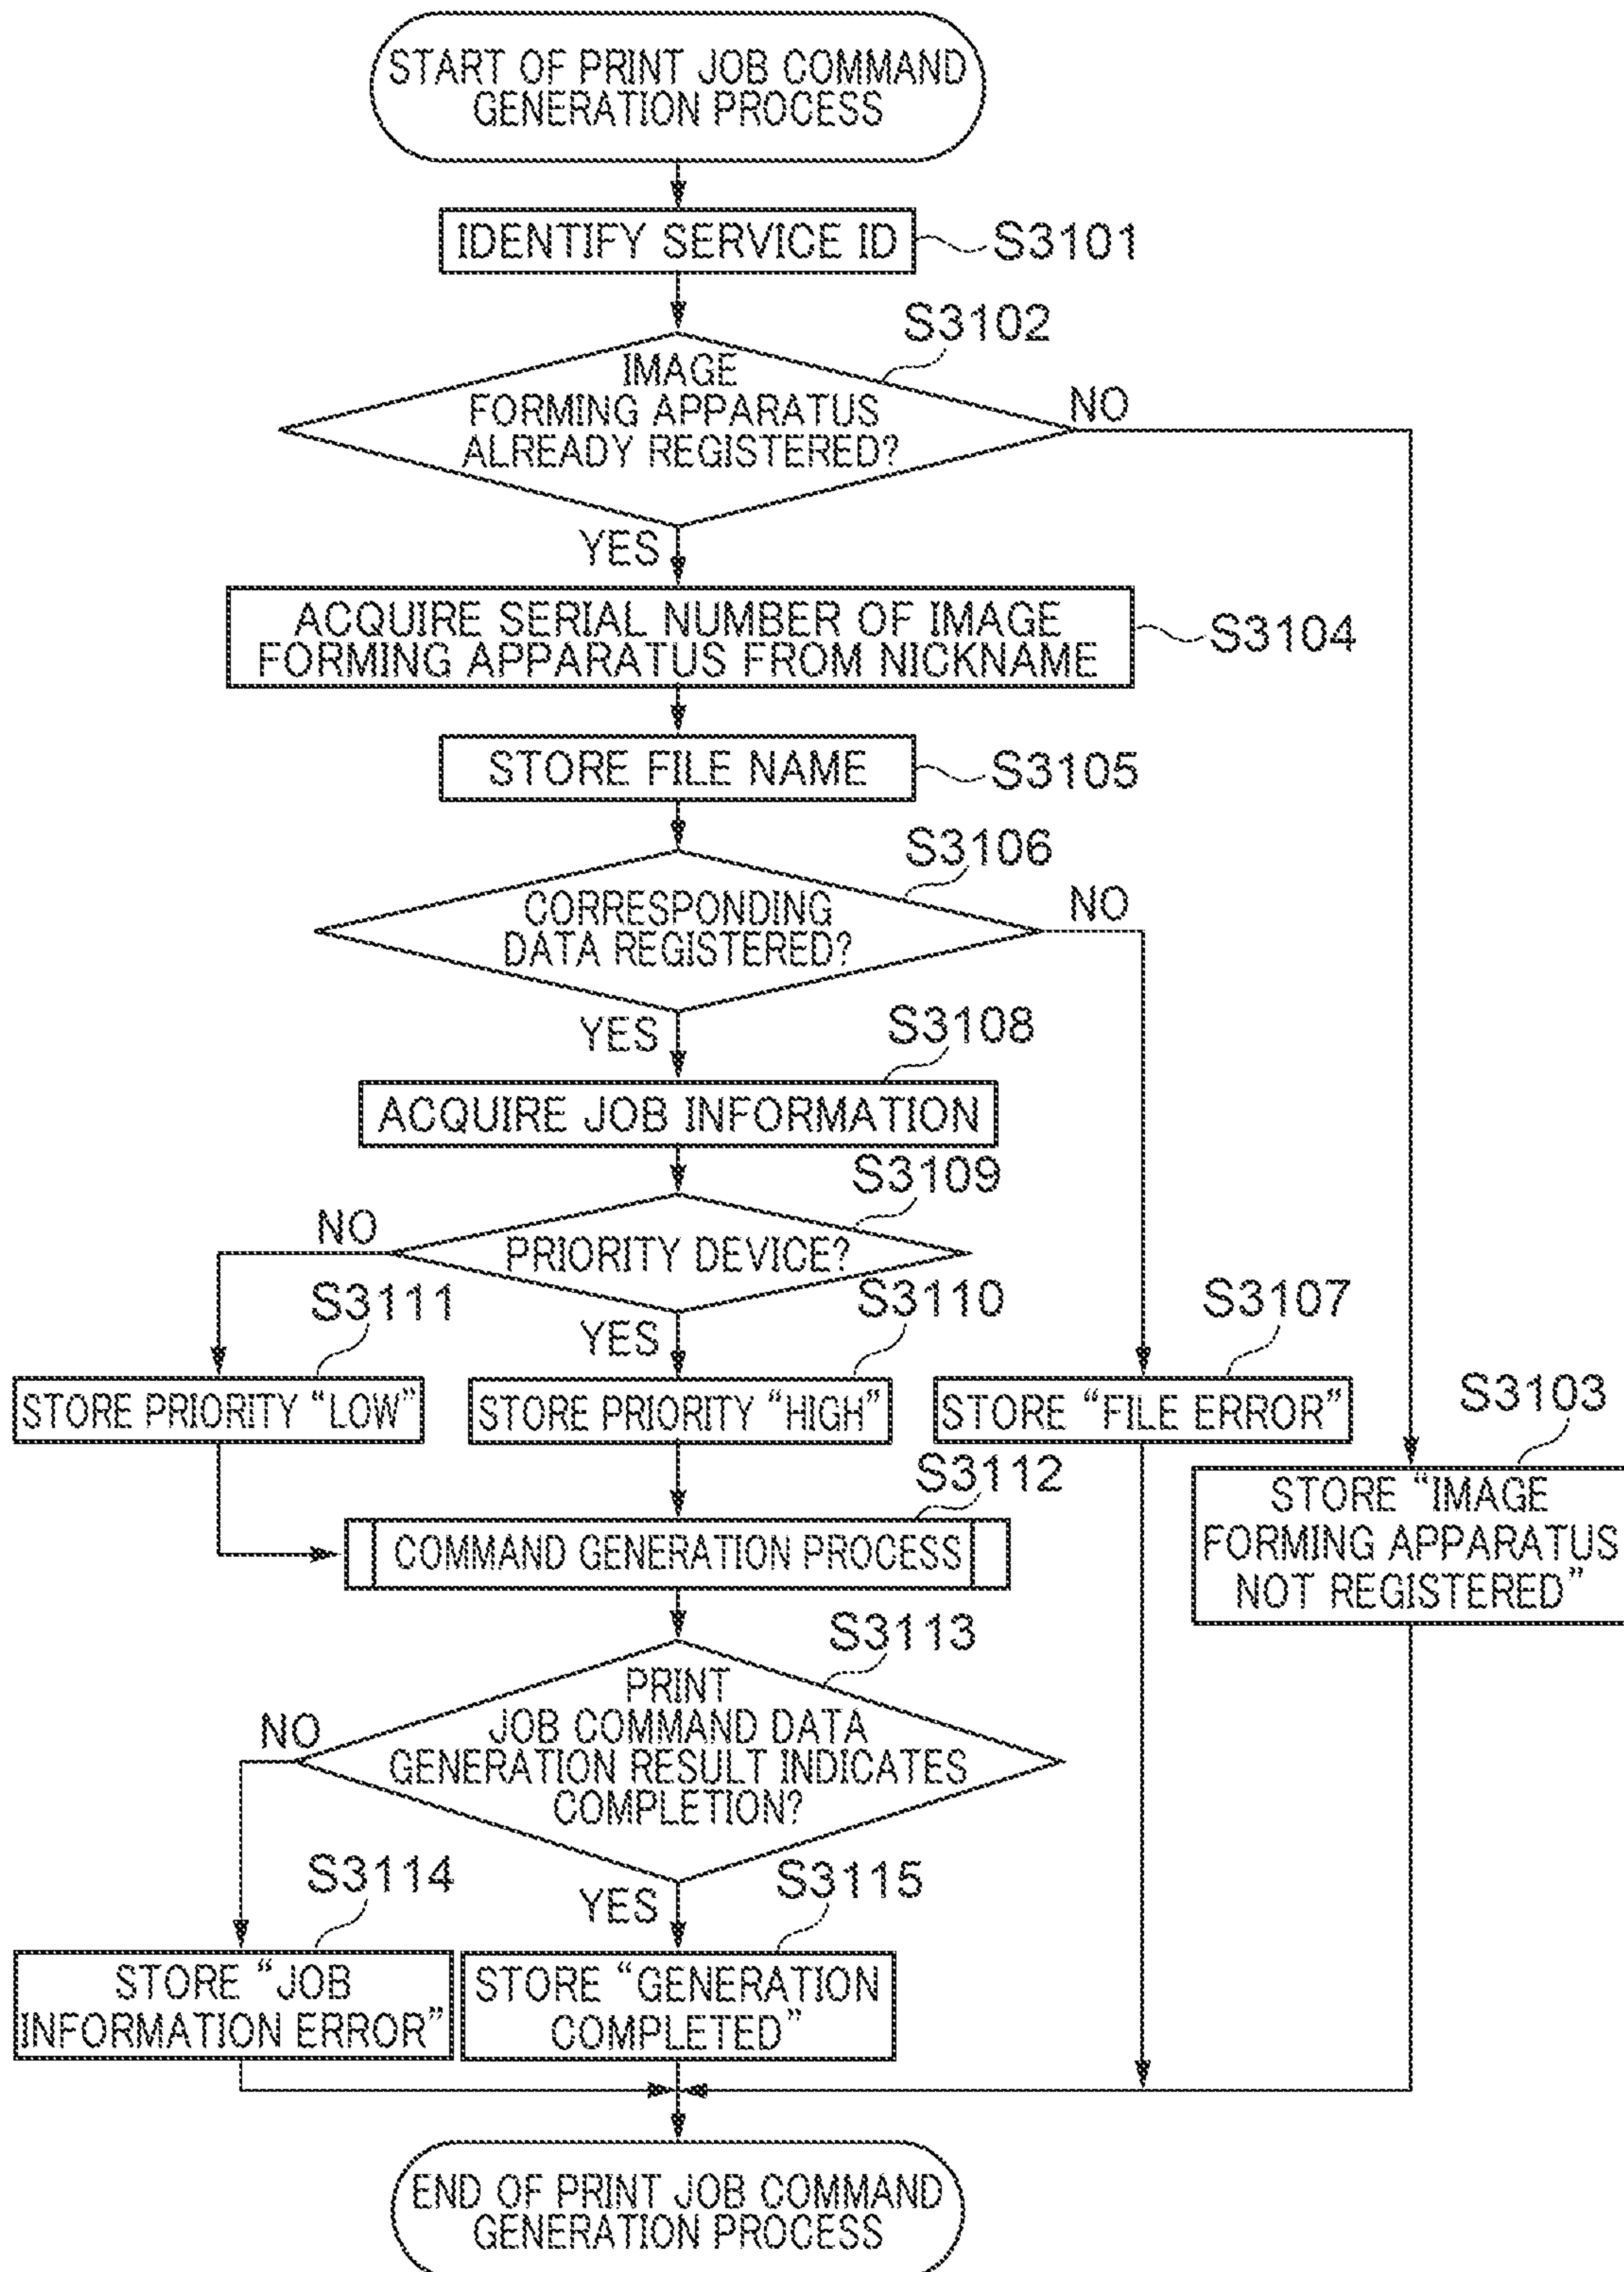 START OF PRINT JOB COMMAND
GENERATION PROCESS
IDENTIFY SERVICE ID
S3101
S3102
IMAGE
FORMING APPARATUS
ALREADY REGISTERED?
NO
YES
ACQUIRE SERIAL NUMBER OF IMAGE
FORMING APPARATUS FROM NICKNAME
S3104
STORE FILE NAME
S3105
S3106
CORRESPONDING
DATA REGISTERED?
NO
YES
S3108
ACQUIRE JOB INFORMATION
S3109
NO
PRIORITY DEVICE?
S3111
YES
S3110
S3107
STORE PRIORITY “LOW”
STORE PRIORITY “HIGH”
STORE “FILE ERROR”
S3103
STORE “IMAGE
FORMING APPARATUS
NOT REGISTERED”
S3112
COMMAND GENERATION PROCESS
S3113
PRINT
JOB COMMAND DATA
GENERATION RESULT INDICATES
COMPLETION?
NO
S3114
YES
S3115
STORE “JOB
INFORMATION ERROR”
STORE “GENERATION
COMPLETED”
END OF PRINT JOB COMMAND
GENERATION PROCESS